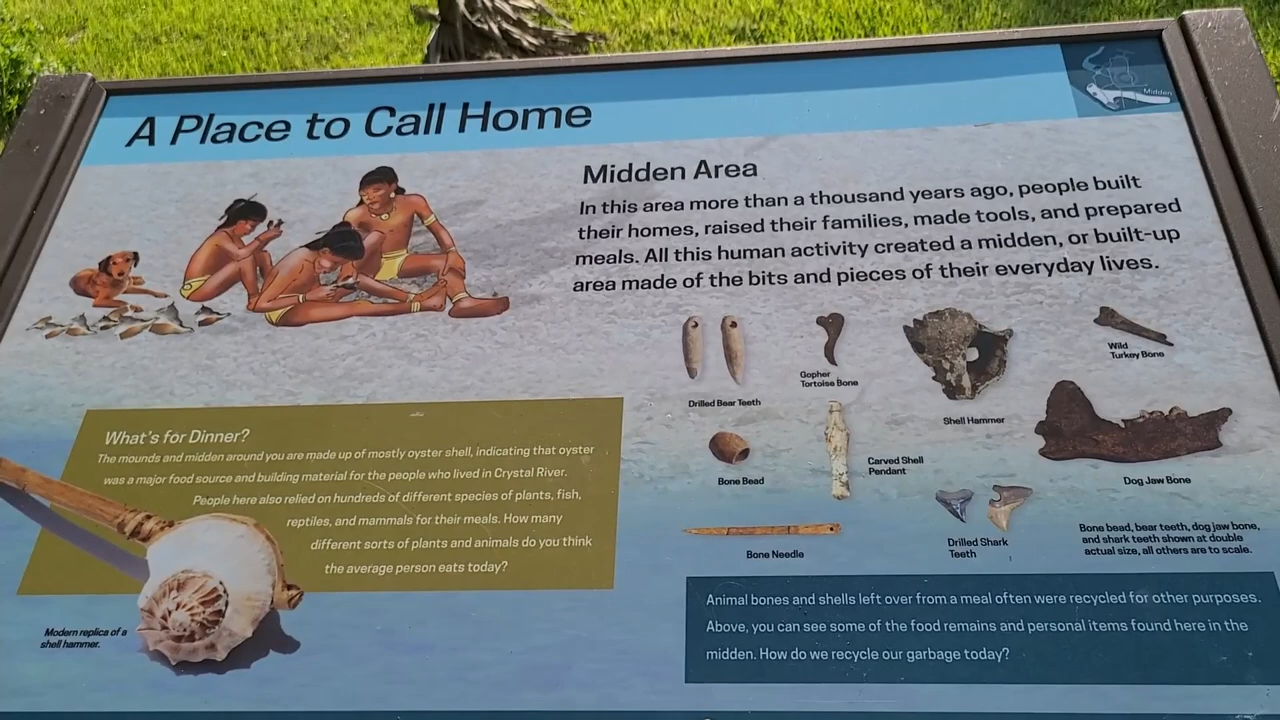 A Place to Call Home
Midden
Midden Area
In this area more than a thousand years ago, people built
their homes, raised their families, made tools, and prepared
meals. All this human activity created a midden, or built-up
area made of the bits and pieces of their everyday lives.
Drilled Bear Teeth
Gopher
Tortoise Bone
Shell Hammer
Wild
Turkey Bone
Bone Bead
Carved Shell
Pendant
Dog Jaw Bone
Bone Needle
Drilled Shark
Teeth
Bone bead, bear teeth, dog jaw bone,
and shark teeth shown at double
actual size, all others are to scale.
What's for Dinner?
The mounds and midden around you are made up of mostly oyster shell, indicating that oyster
was a major food source and building material for the people who lived in Crystal River.
People here also relied on hundreds of different species of plants, fish,
reptiles, and mammals for their meals. How many
different sorts of plants and animals do you think
the average person eats today?
Modern replica of a
shell hammer.
Animal bones and shells left over from a meal often were recycled for other purposes.
Above, you can see some of the food remains and personal items found here in the
midden. How do we recycle our garbage today?